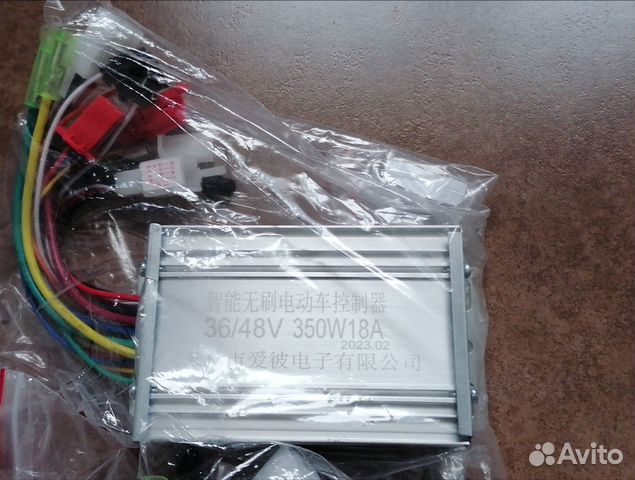 智能无刷电动车控制器
36/48V 350W18A
2023.02
市爱彼电子有限公司
Avito